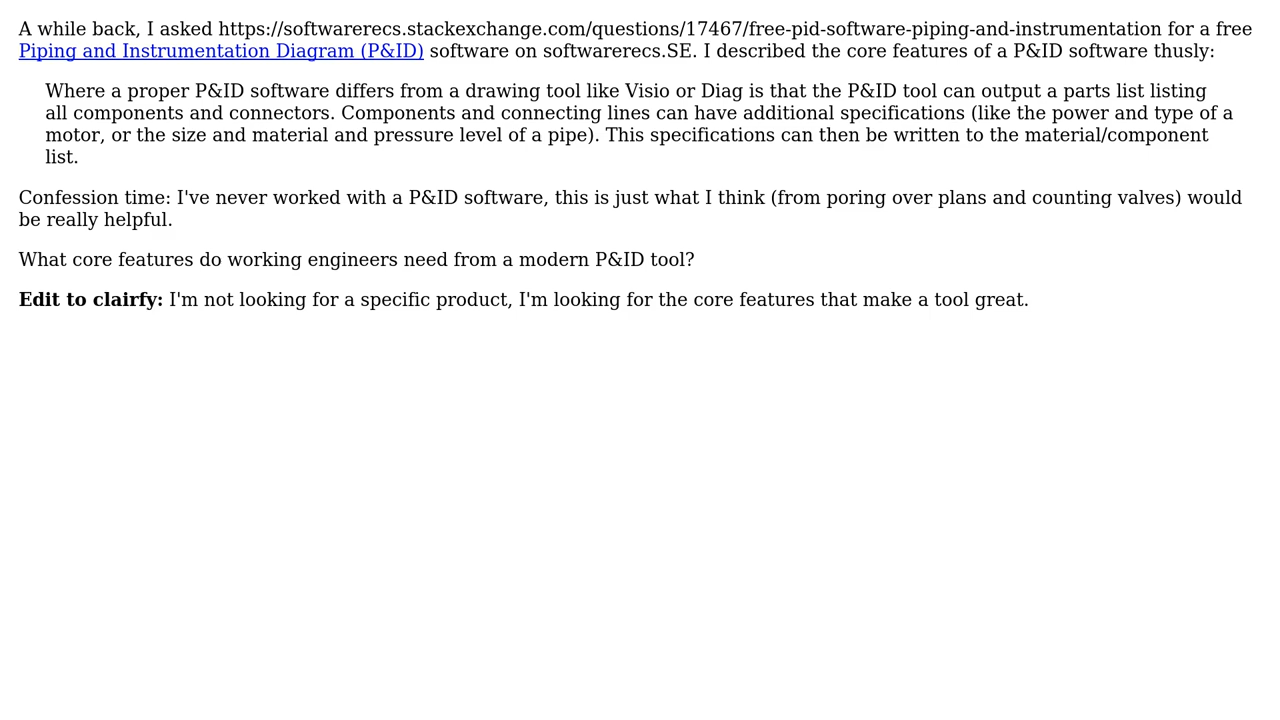 A while back, I asked https://softwarerecs.stackexchange.com/questions/17467/free-pid-software-piping-and-instrumentation for a free
Piping and Instrumentation Diagram (P&ID) software on softwarerecs.SE. I described the core features of a P&ID software thusly:
Where a proper P&ID software differs from a drawing tool like Visio or Diag is that the P&ID tool can output a parts list listing
all components and connectors. Components and connecting lines can have additional specifications (like the power and type of a
motor, or the size and material and pressure level of a pipe). This specifications can then be written to the material/component
list.
Confession time: I've never worked with a P&ID software, this is just what I think (from poring over plans and counting valves) would
be really helpful.
What core features do working engineers need from a modern P&ID tool?
Edit to clairfy: I'm not looking for a specific product, I'm looking for the core features that make a tool great.